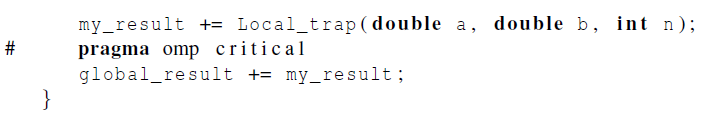 my_result += Local_trap(double a, double b, int n);
# pragma omp critical
global_result += my_result;
}